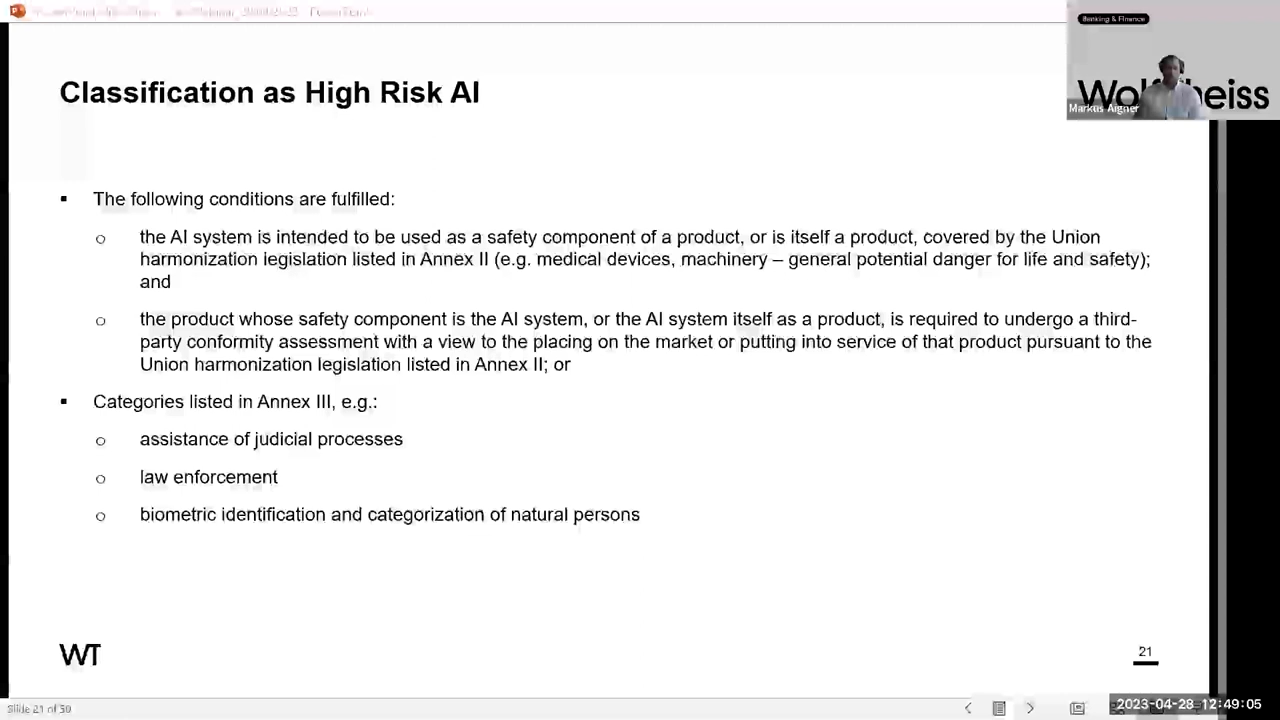 Banking & Finance
Classification as High Risk AI
Wolf Theiss
Markus Aigner
▪ The following conditions are fulfilled:
o the AI system is intended to be used as a safety component of a product, or is itself a product, covered by the Union
harmonization legislation listed in Annex II (e.g. medical devices, machinery – general potential danger for life and safety);
and
o the product whose safety component is the AI system, or the AI system itself as a product, is required to undergo a third-
party conformity assessment with a view to the placing on the market or putting into service of that product pursuant to the
Union harmonization legislation listed in Annex II; or
▪ Categories listed in Annex III, e.g.:
o assistance of judicial processes
o law enforcement
o biometric identification and categorization of natural persons
WT
21
Slide 21 of 30
2023-04-28 12:49:05